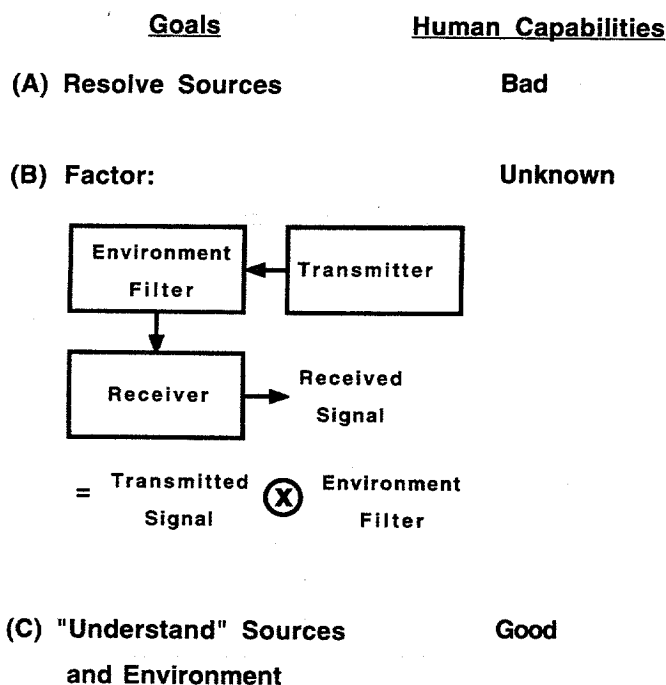 Goals Human Capabilities
(A) Resolve Sources Bad
(B) Factor: Unknown
Environment
Filter
Transmitter
Receiver
Received
Signal
= Transmitted
Signal
X
Environment
Filter
(C) "Understand" Sources Good
and Environment